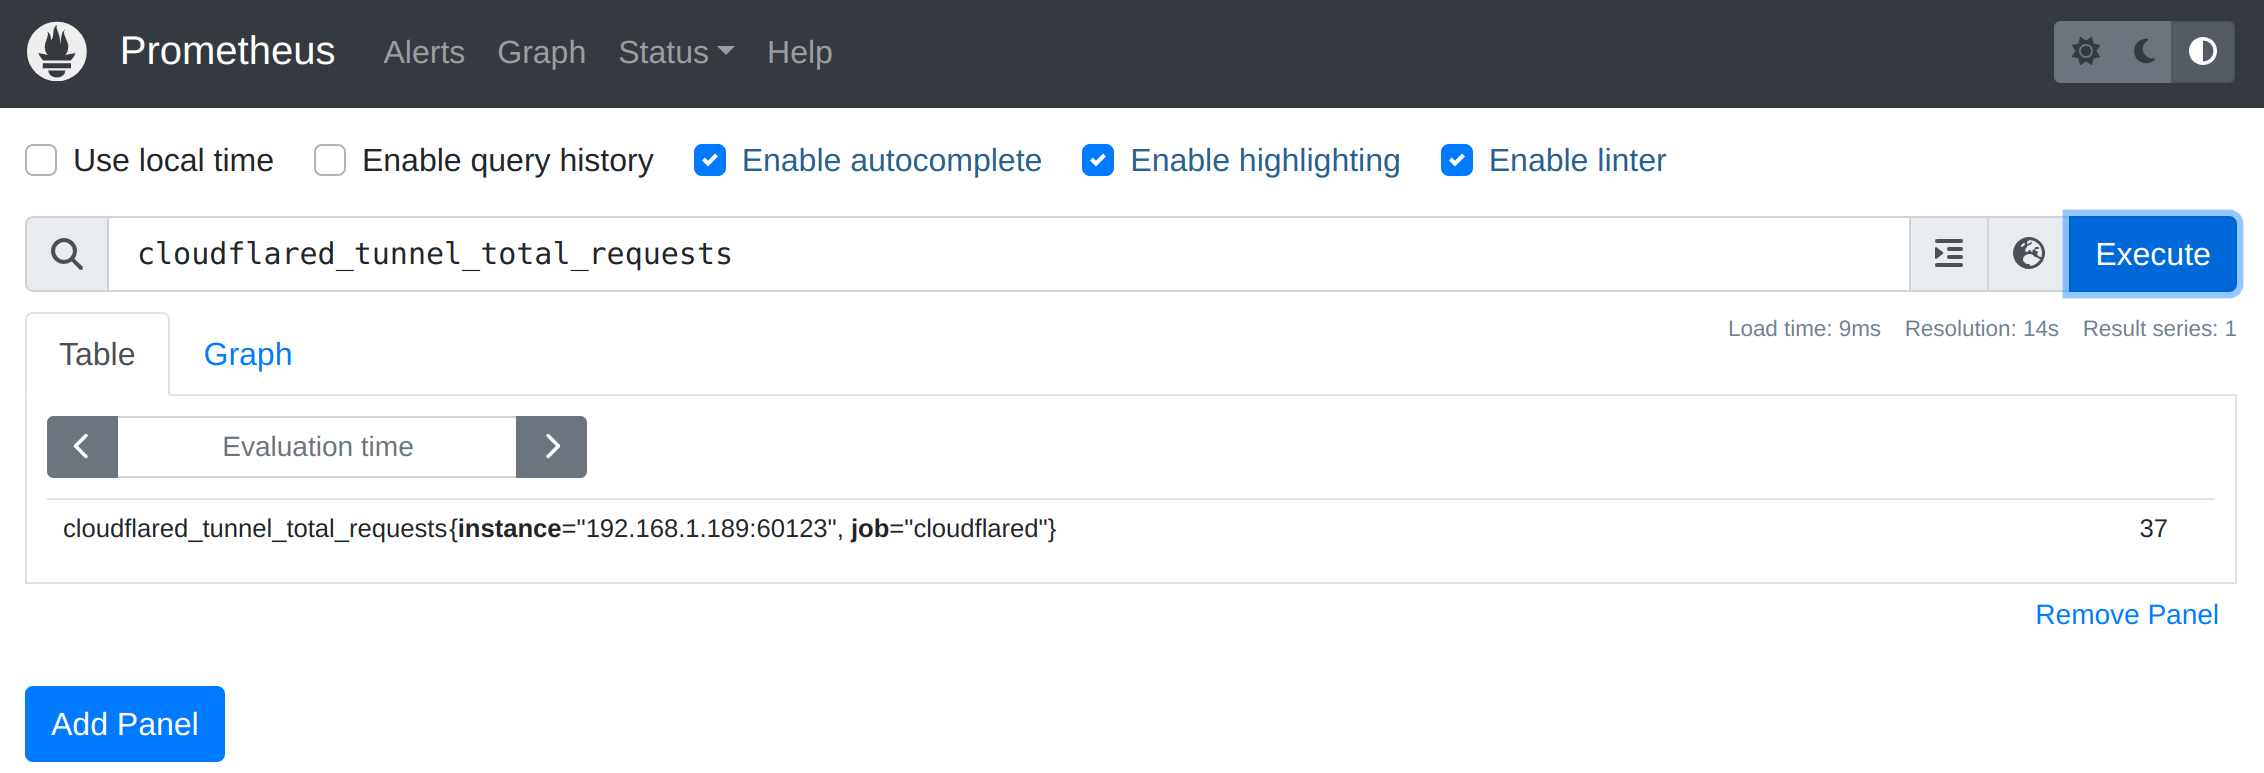 Prometheus Alerts Graph Status Help
Use local time Enable query history Enable autocomplete Enable highlighting Enable linter
cloudflared_tunnel_total_requests Execute
Table Graph Load time: 9ms Resolution: 14s Result series: 1
Evaluation time
cloudflared_tunnel_total_requests{instance="192.168.1.189:60123", job="cloudflared"} 37
Remove Panel
Add Panel